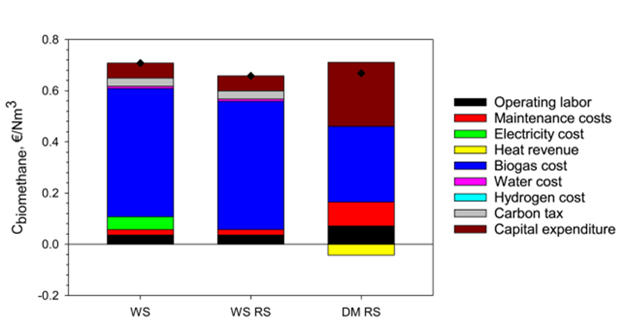 0.8
0.6
0.4
0.2
0.0
-0.2
Cbiomethane, €/Nm3
WS
WS RS
DM RS
Operating labor
Maintenance costs
Electricity cost
Heat revenue
Biogas cost
Water cost
Hydrogen cost
Carbon tax
Capital expenditure